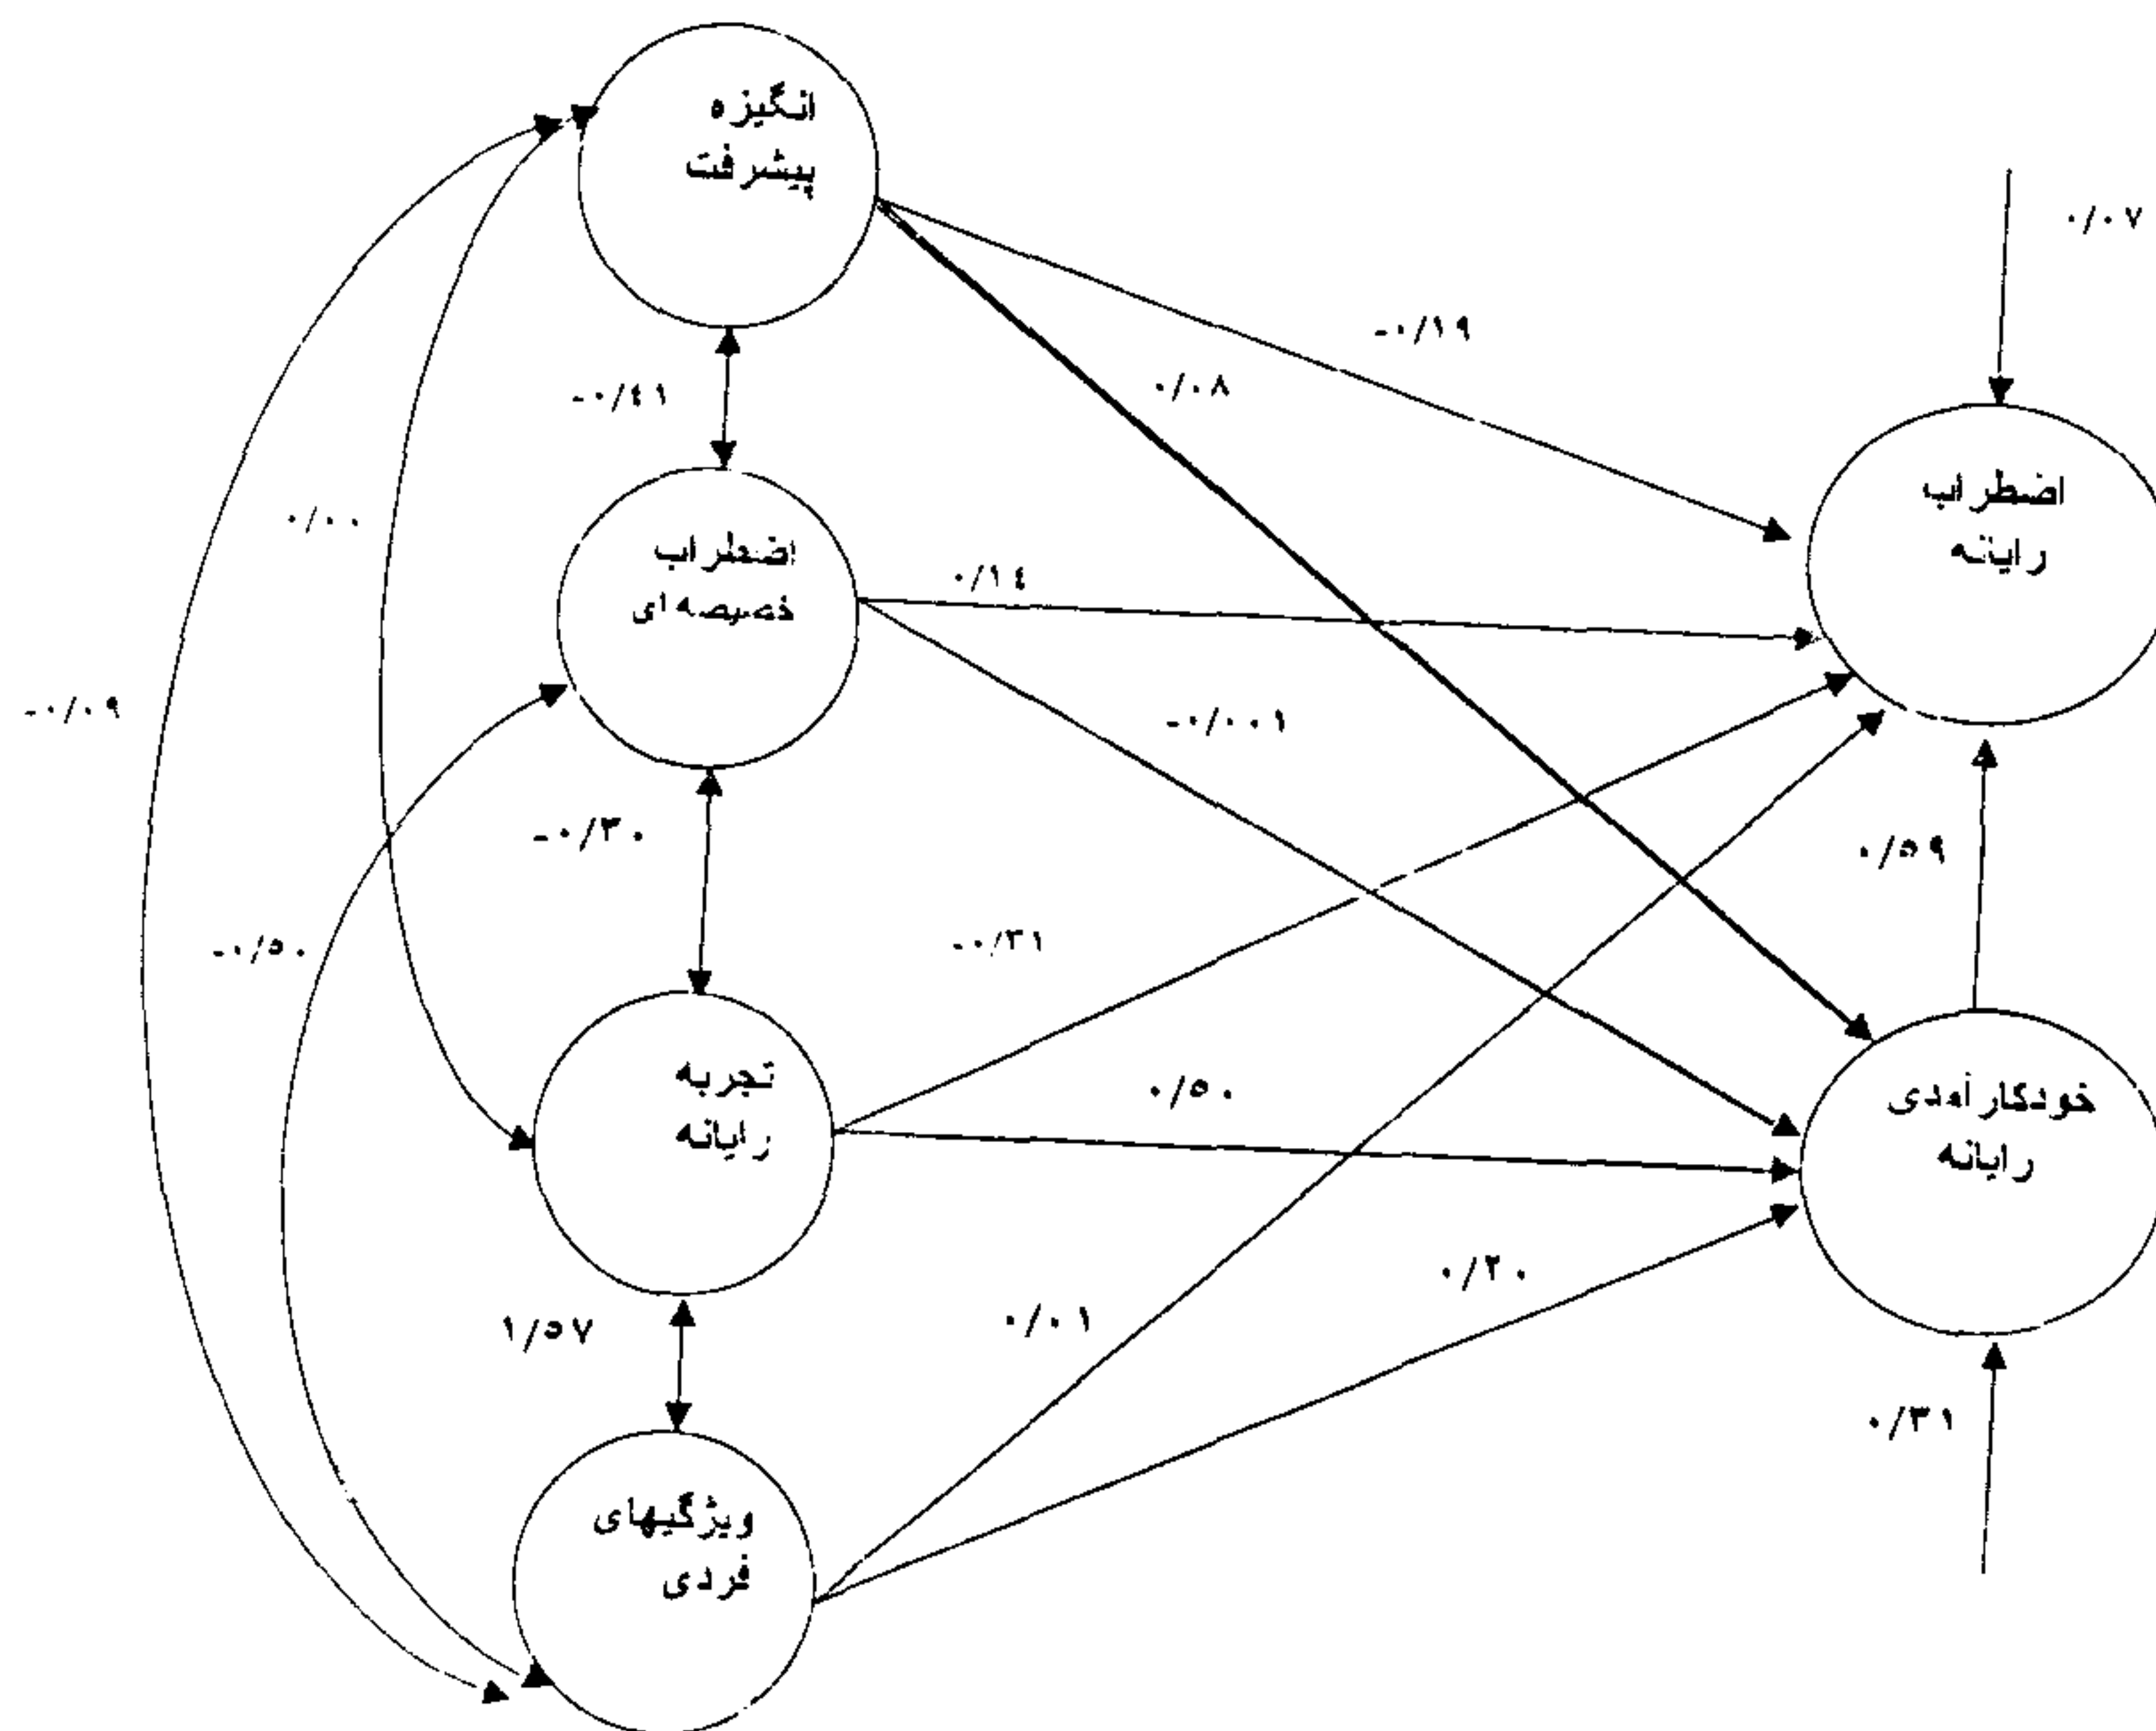 انگیزه
پیشرفت
۰/۰۷
-۰/۱۹
۰/۰۸
-۰/٤۱
اضطراب
رایانه
۰/۰۰
اضطراب
خصیصه‌ای
۰/۱٤
-۰/۰۹
-۰/۰۰۱
-۰/۳۰
۰/۵۹
-۰/۵۰
-۰/۳۱
تجربه
رایانه
۰/۵۰
خودکارآمدی
رایانه
۱/۵۷
۰/۰۱
۰/۲۰
۰/۳۱
ویژگیهای
فردی